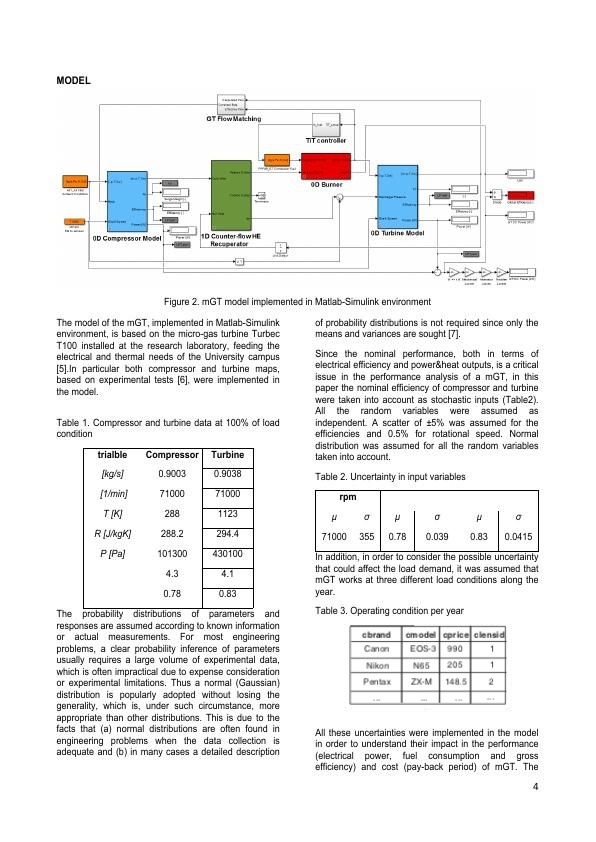 MODEL
GT Flow Matching
TIT controller
0D Burner
0D Compressor Model
1D Counter-flow HE
Recuperator
0D Turbine Model
Figure 2. mGT model implemented in Matlab-Simulink environment
The model of the mGT, implemented in Matlab-Simulink
environment, is based on the micro-gas turbine Turbec
T100 installed at the research laboratory, feeding the
electrical and thermal needs of the University campus
[5].In particular both compressor and turbine maps,
based on experimental tests [6], were implemented in
the model.
Table 1. Compressor and turbine data at 100% of load
condition
trialble Compressor Turbine
[kg/s] 0.9003 0.9038
[1/min] 71000 71000
T [K] 288 1123
R [J/kgK] 288.2 294.4
P [Pa] 101300 430100
4.3 4.1
0.78 0.83
The probability distributions of parameters and
responses are assumed according to known information
or actual measurements. For most engineering
problems, a clear probability inference of parameters
usually requires a large volume of experimental data,
which is often impractical due to expense consideration
or experimental limitations. Thus a normal (Gaussian)
distribution is popularly adopted without losing the
generality, which is, under such circumstance, more
appropriate than other distributions. This is due to the
facts that (a) normal distributions are often found in
engineering problems when the data collection is
adequate and (b) in many cases a detailed description
of probability distributions is not required since only the
means and variances are sought [7].
Since the nominal performance, both in terms of
electrical efficiency and power&heat outputs, is a critical
issue in the performance analysis of a mGT, in this
paper the nominal efficiency of compressor and turbine
were taken into account as stochastic inputs (Table2).
All the random variables were assumed as
independent. A scatter of ±5% was assumed for the
efficiencies and 0.5% for rotational speed. Normal
distribution was assumed for all the random variables
taken into account.
Table 2. Uncertainty in input variables
rpm
μ σ μ σ μ σ
71000 355 0.78 0.039 0.83 0.0415
In addition, in order to consider the possible uncertainty
that could affect the load demand, it was assumed that
mGT works at three different load conditions along the
year.
Table 3. Operating condition per year
cbrand cmodel cprice clensid
Canon EOS-3 990 1
Nikon N65 205 1
Pentax ZX-M 148.5 2
... ... ... ...
All these uncertainties were implemented in the model
in order to understand their impact in the performance
(electrical power, fuel consumption and gross
efficiency) and cost (pay-back period) of mGT. The
4